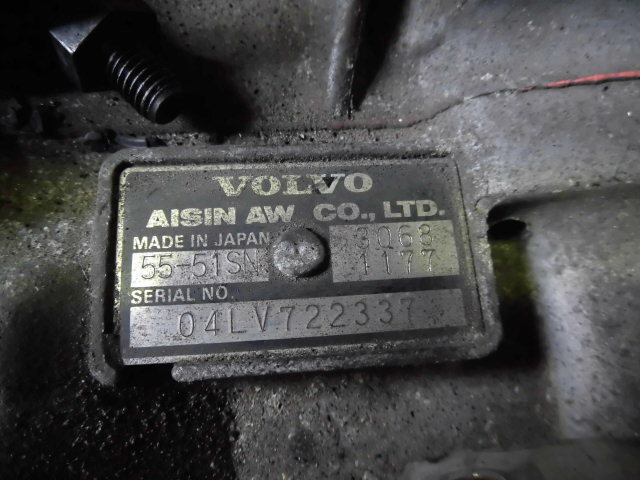 VOLVO
AISIN AW CO., LTD.
MADE IN JAPAN 3068
55-51SN 1177
SERIAL NO.
04LV722337